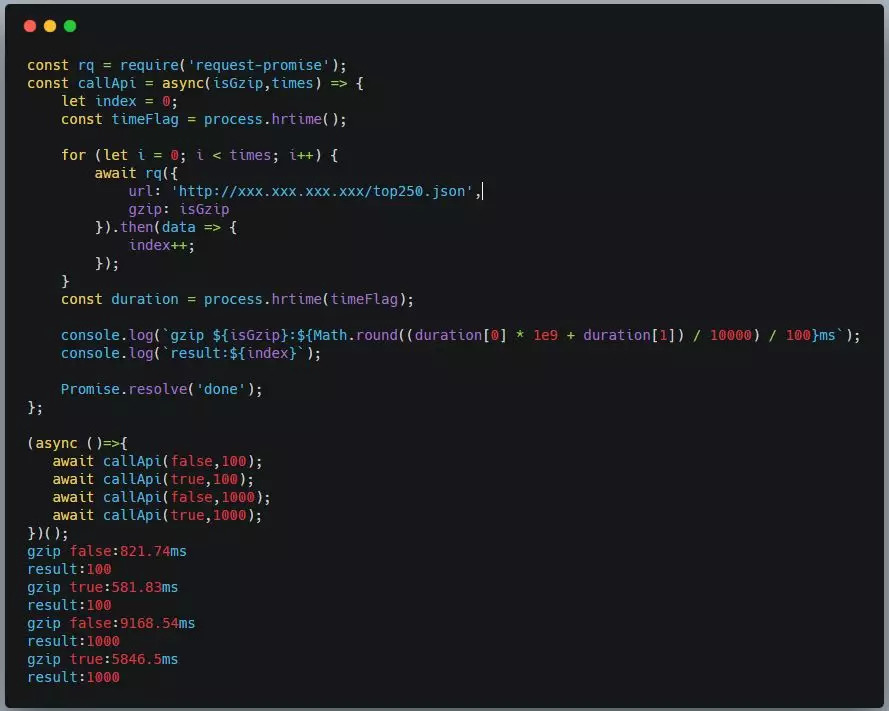 const rq = require('request-promise');
const callApi = async(isGzip,times) => {
let index = 0;
const timeFlag = process.hrtime();
for (let i = 0; i < times; i++) {
await rq({
url: 'http://xxx.xxx.xxx.xxx/top250.json',
gzip: isGzip
}).then(data => {
index++;
});
}
const duration = process.hrtime(timeFlag);
console.log(`gzip ${isGzip}:${Math.round((duration[0] * 1e9 + duration[1]) / 10000) / 100}ms`);
console.log(`result:${index}`);
Promise.resolve('done');
};
(async ()=>{
await callApi(false,100);
await callApi(true,100);
await callApi(false,1000);
await callApi(true,1000);
})();
gzip false:821.74ms
result:100
gzip true:581.83ms
result:100
gzip false:9168.54ms
result:1000
gzip true:5846.5ms
result:1000